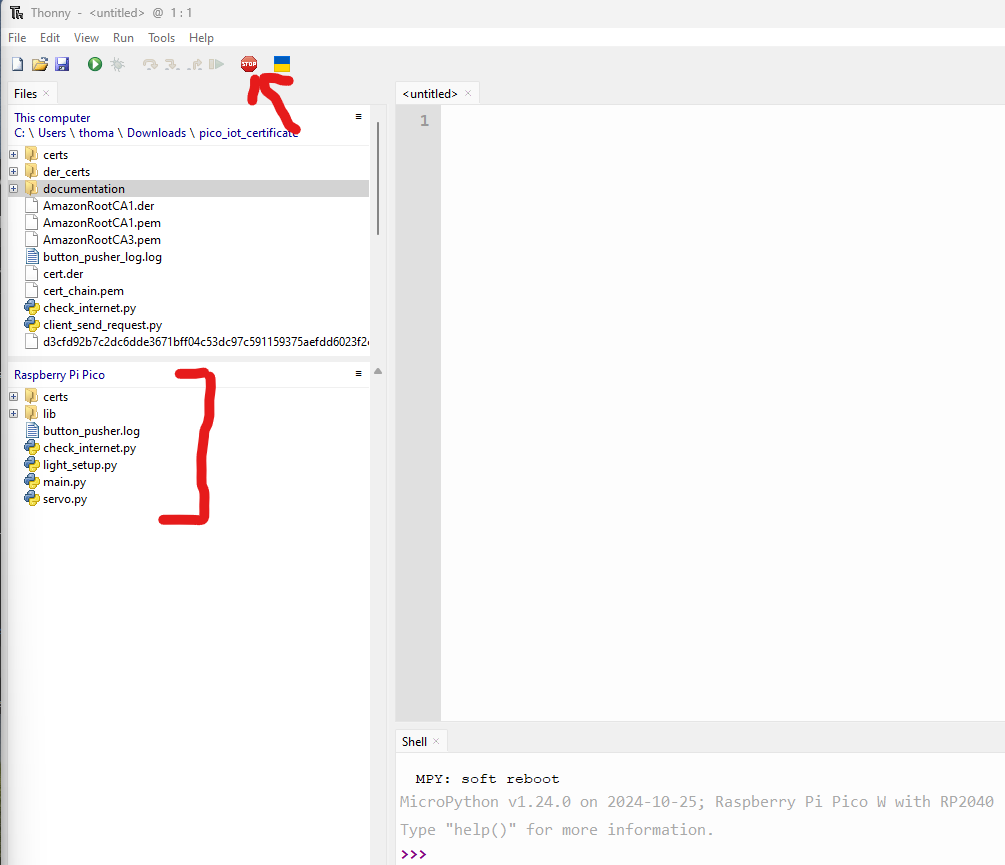 Thonny - <untitled> @ 1 : 1
File Edit View Run Tools Help
STOP
Files
This computer
C: \ Users \ thoma \ Downloads \ pico_iot_certificate
certs
der_certs
documentation
AmazonRootCA1.der
AmazonRootCA1.pem
AmazonRootCA3.pem
button_pusher_log.log
cert.der
cert_chain.pem
check_internet.py
client_send_request.py
d3cfd92b7c2dc6dde3671bff04c53dc97c591159375aefdd6023f2
Raspberry Pi Pico
certs
lib
button_pusher.log
check_internet.py
light_setup.py
main.py
servo.py
<untitled>
1
Shell
MPY: soft reboot
MicroPython v1.24.0 on 2024-10-25; Raspberry Pi Pico W with RP2040
Type "help()" for more information.
>>>